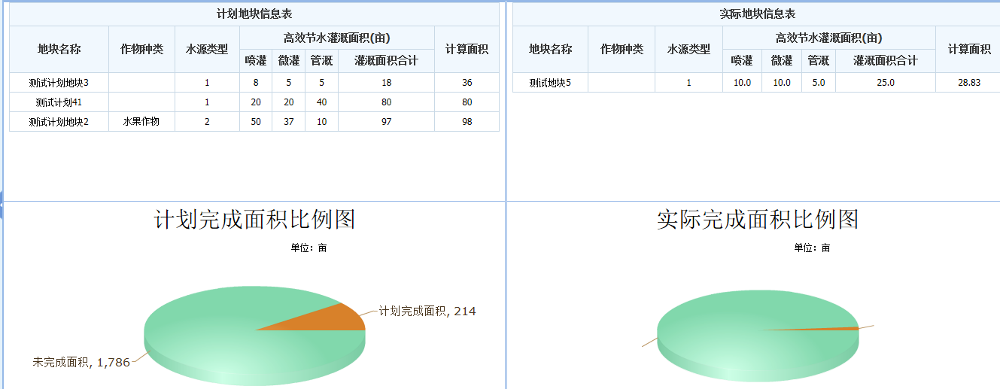 计划地块信息表
地块名称 作物种类 水源类型 高效节水灌溉面积(亩) 计算面积
喷灌 微灌 管溉 灌溉面积合计
测试计划地块3 1 8 5 5 18 36
测试计划41 1 20 20 40 80 80
测试计划地块2 水果作物 2 50 37 10 97 98
实际地块信息表
地块名称 作物种类 水源类型 高效节水灌溉面积(亩) 计算面积
喷灌 微灌 管溉 灌溉面积合计
测试地块5 1 10.0 10.0 5.0 25.0 28.83
计划完成面积比例图
单位：亩
计划完成面积, 214
未完成面积, 1,786
实际完成面积比例图
单位：亩